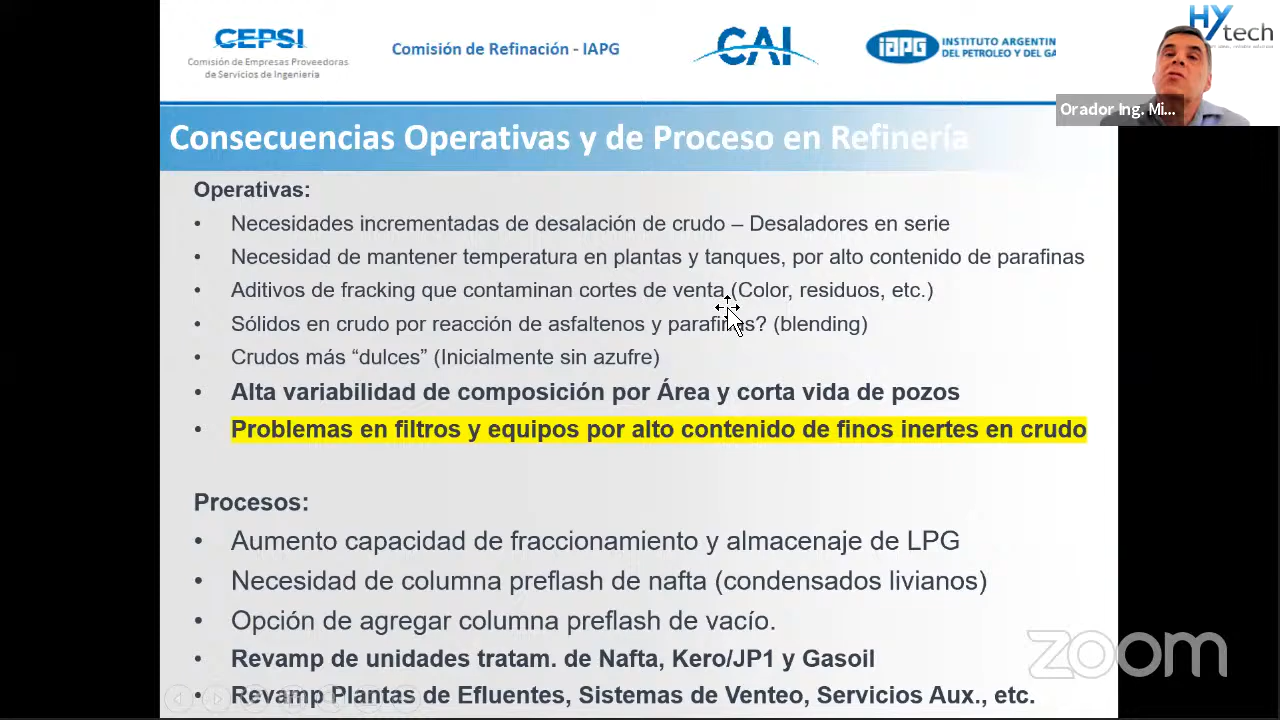 CEPSI
Comisión de Empresas Proveedoras
de Servicios de Ingeniería
Comisión de Refinación - IAPG
CAI
iapg
INSTITUTO ARGENTIN
DEL PETROLEO Y DEL GA
HYtech
Orador Ing. Mi...
Consecuencias Operativas y de Proceso en Refinería
Operativas:
• Necesidades incrementadas de desalación de crudo – Desaladores en serie
• Necesidad de mantener temperatura en plantas y tanques, por alto contenido de parafinas
• Aditivos de fracking que contaminan cortes de venta (Color, residuos, etc.)
• Sólidos en crudo por reacción de asfaltenos y parafinas? (blending)
• Crudos más “dulces” (Inicialmente sin azufre)
• Alta variabilidad de composición por Área y corta vida de pozos
• Problemas en filtros y equipos por alto contenido de finos inertes en crudo
Procesos:
• Aumento capacidad de fraccionamiento y almacenaje de LPG
• Necesidad de columna preflash de nafta (condensados livianos)
• Opción de agregar columna preflash de vacío.
• Revamp de unidades tratam. de Nafta, Kero/JP1 y Gasoil
• Revamp Plantas de Efluentes, Sistemas de Venteo, Servicios Aux., etc.
zoom